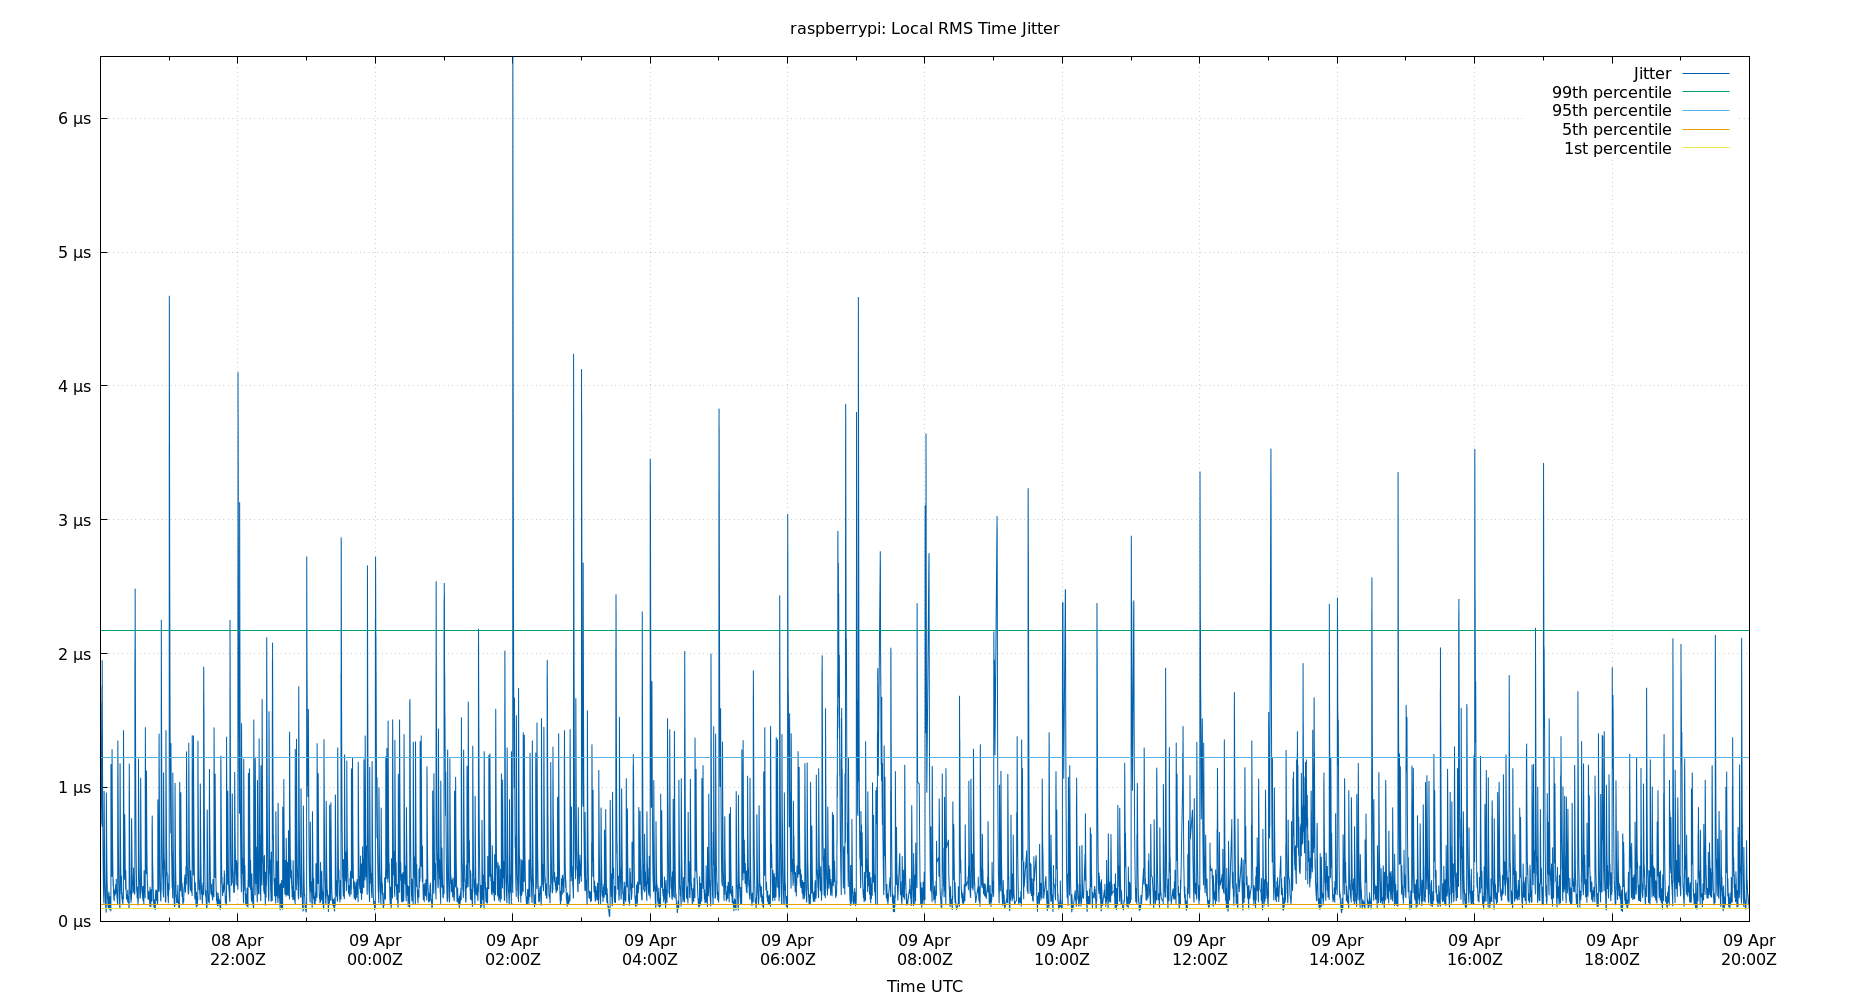 raspberrypi: Local RMS Time Jitter
Jitter
99th percentile
95th percentile
5th percentile
1st percentile
6 µs
5 µs
4 µs
3 µs
2 µs
1 µs
0 µs
08 Apr 09 Apr 09 Apr 09 Apr 09 Apr 09 Apr 09 Apr 09 Apr 09 Apr 09 Apr 09 Apr 09 Apr
22:00Z 00:00Z 02:00Z 04:00Z 06:00Z 08:00Z 10:00Z 12:00Z 14:00Z 16:00Z 18:00Z 20:00Z
Time UTC